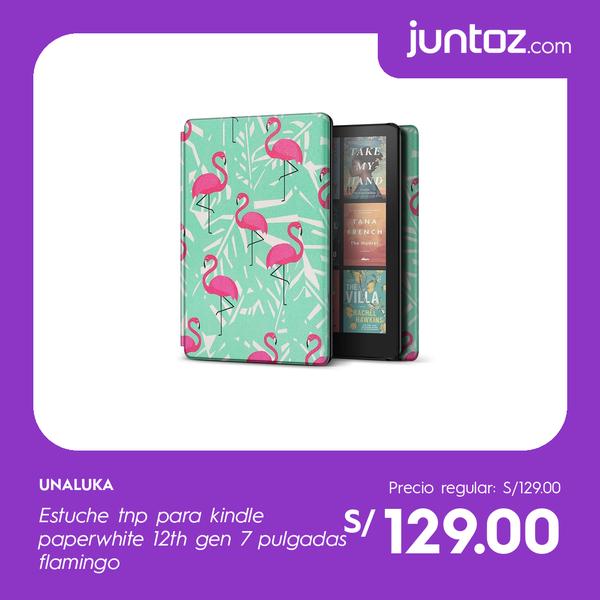 juntoz.com
TAKE
MY
HAND
TANA
FRENCH
The Hunter
THE
VILLA
RACHEL
HAWKINS
UNALUKA
Estuche tnp para kindle
paperwhite 12th gen 7 pulgadas
flamingo
Precio regular: S/129.00
S/ 129.00